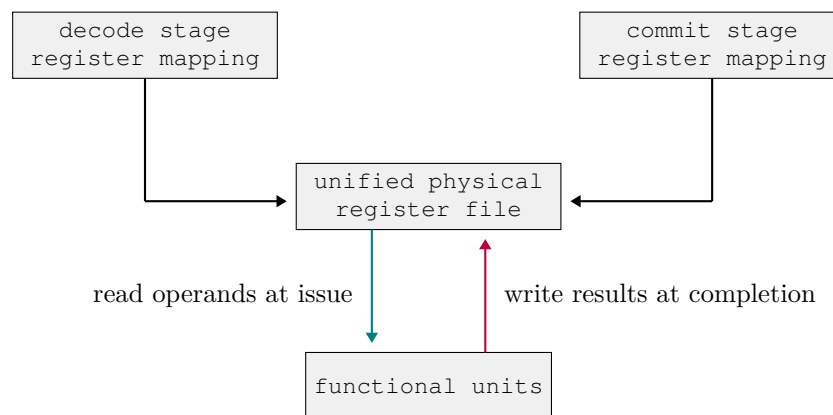 decode stage
register mapping
commit stage
register mapping
unified physical
register file
read operands at issue
write results at completion
functional units